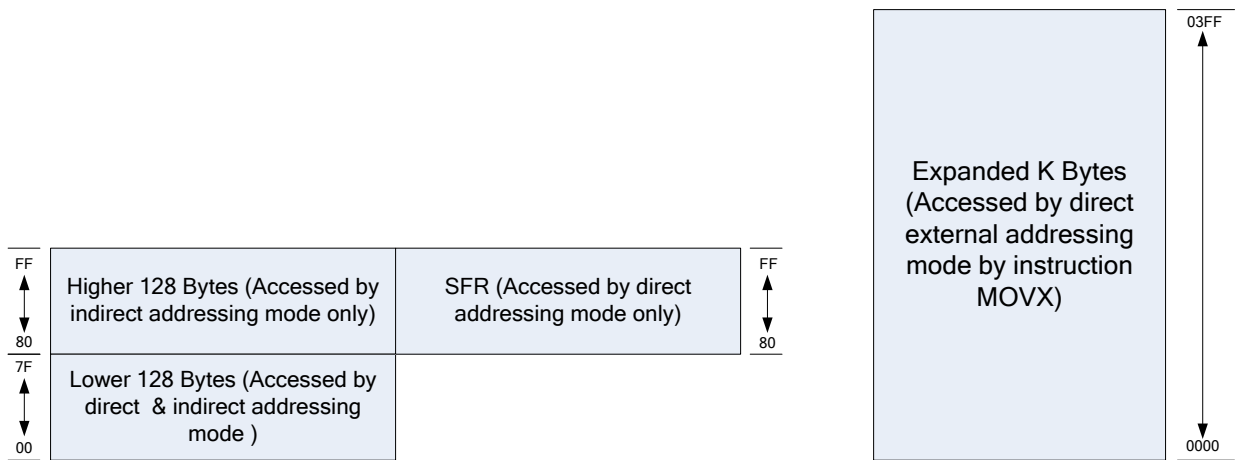 03FF
Expanded K Bytes
(Accessed by direct
external addressing
mode by instruction
MOVX)
0000
FF
80
7F
00
Higher 128 Bytes (Accessed by
indirect addressing mode only)
SFR (Accessed by direct
addressing mode only)
FF
80
Lower 128 Bytes (Accessed by
direct & indirect addressing
mode )